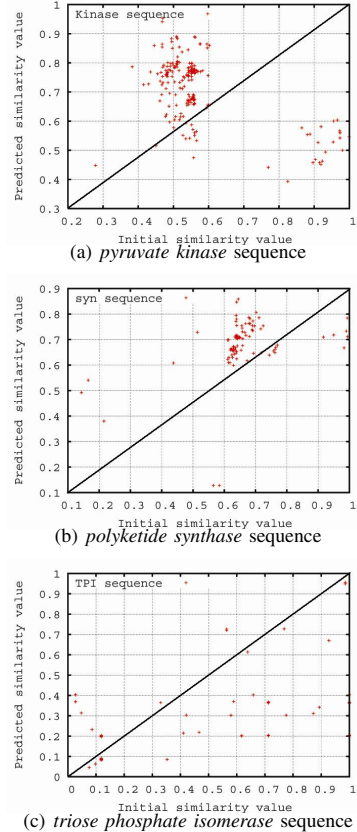 Kinase sequence
Predicted similarity value
1
0.9
0.8
0.7
0.6
0.5
0.4
0.3
0.2 0.3 0.4 0.5 0.6 0.7 0.8 0.9 1
Initial similarity value
(a) pyruvate kinase sequence
syn sequence
Predicted similarity value
0.9
0.8
0.7
0.6
0.5
0.4
0.3
0.2
0.1
0.1 0.2 0.3 0.4 0.5 0.6 0.7 0.8 0.9 1
Initial similarity value
(b) polyketide synthase sequence
TPI sequence
Predicted similarity value
1
0.9
0.8
0.7
0.6
0.5
0.4
0.3
0.2
0.1
0
0 0.1 0.2 0.3 0.4 0.5 0.6 0.7 0.8 0.9 1
Initial similarity value
(c) triose phosphate isomerase sequence